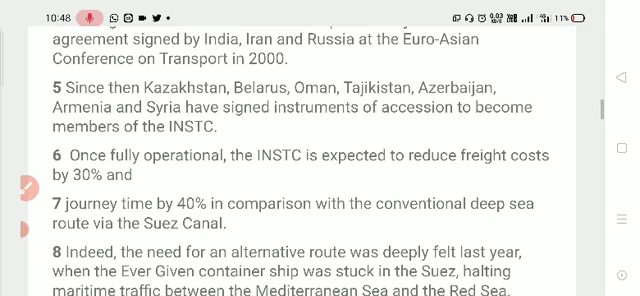 10:48
0.03
KB/S
11%
agreement signed by India, Iran and Russia at the Euro-Asian
Conference on Transport in 2000.
5 Since then Kazakhstan, Belarus, Oman, Tajikistan, Azerbaijan,
Armenia and Syria have signed instruments of accession to become
members of the INSTC.
6 Once fully operational, the INSTC is expected to reduce freight costs
by 30% and
7 journey time by 40% in comparison with the conventional deep sea
route via the Suez Canal.
8 Indeed, the need for an alternative route was deeply felt last year,
when the Ever Given container ship was stuck in the Suez, halting
maritime traffic between the Mediterranean Sea and the Red Sea.